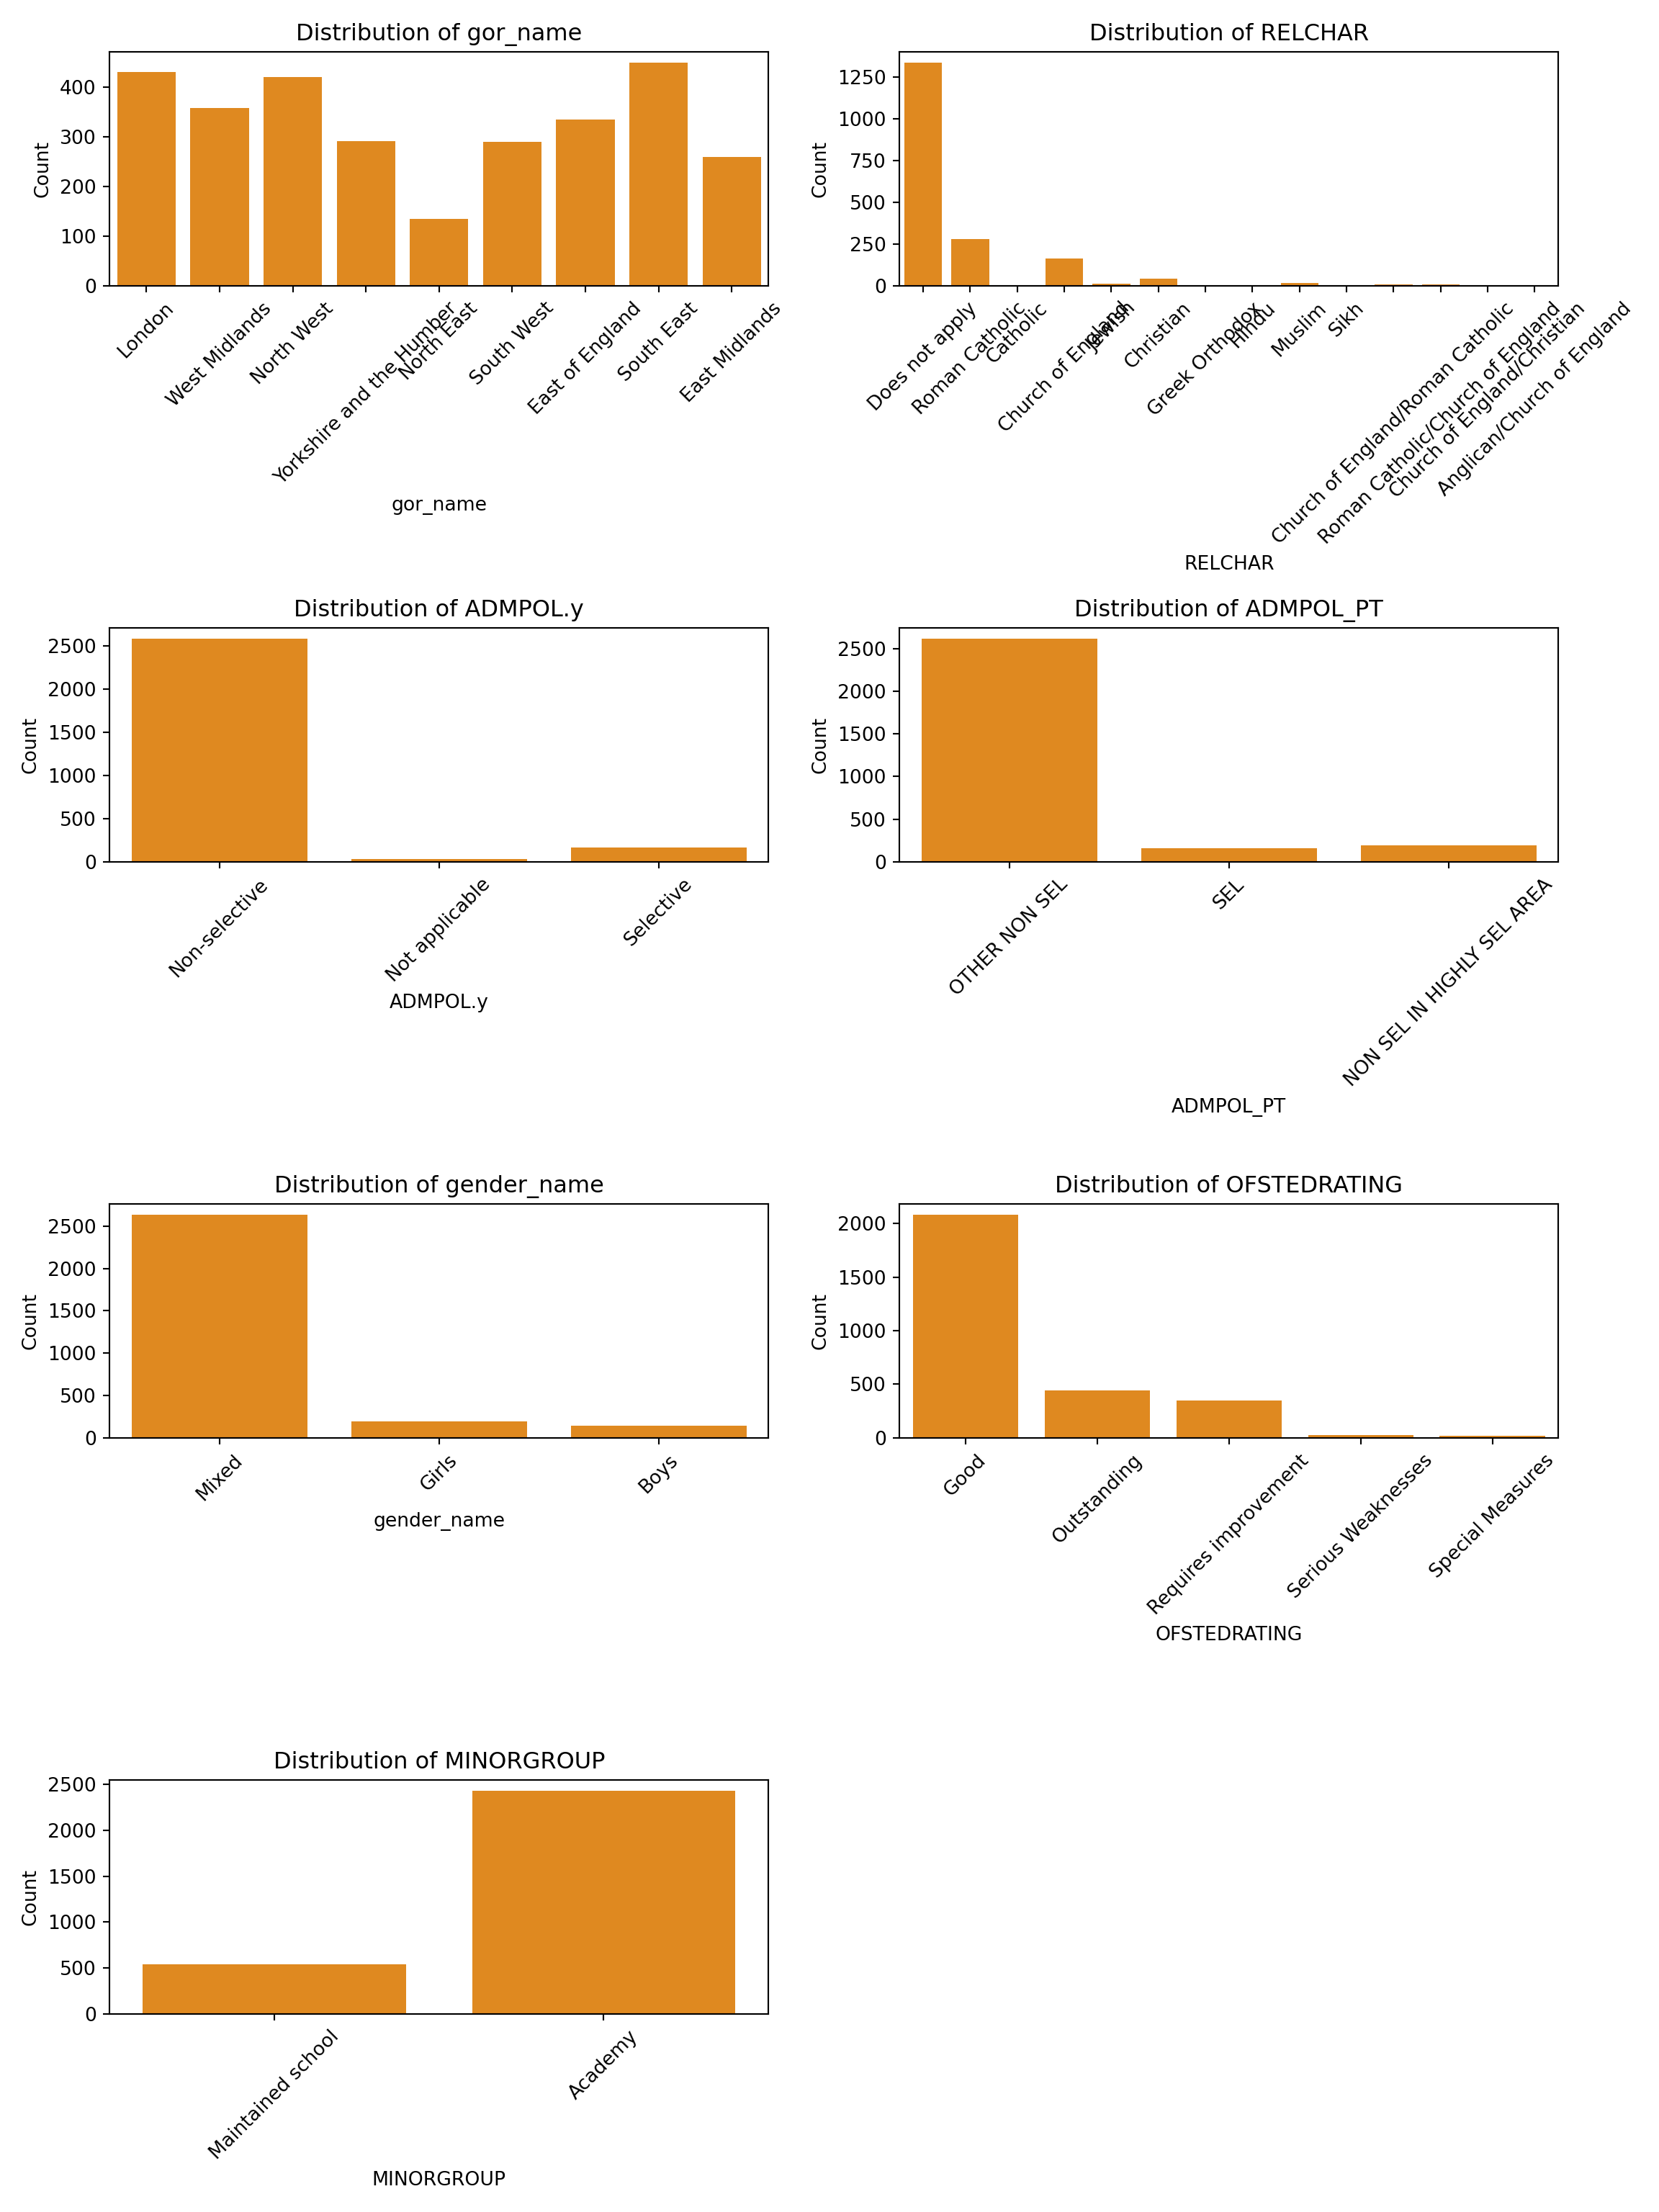 Distribution of gor_name
Count
400
300
200
100
0
London
West Midlands
North West
Yorkshire and the Humber
North East
South West
East of England
South East
East Midlands
gor_name
Distribution of RELCHAR
Count
1250
1000
750
500
250
0
Does not apply
Roman Catholic
Catholic
Church of England
Jewish
Christian
Greek Orthodox
Hindu
Muslim
Sikh
Church of England/Roman Catholic
Roman Catholic/Church of England
Church of England/Christian
Anglican/Church of England
RELCHAR
Distribution of ADMPOL.y
Count
2500
2000
1500
1000
500
0
Non-selective
Not applicable
Selective
ADMPOL.y
Distribution of ADMPOL_PT
Count
2500
2000
1500
1000
500
0
OTHER NON SEL
SEL
NON SEL IN HIGHLY SEL AREA
ADMPOL_PT
Distribution of gender_name
Count
2500
2000
1500
1000
500
0
Mixed
Girls
Boys
gender_name
Distribution of OFSTEDRATING
Count
2000
1500
1000
500
0
Good
Outstanding
Requires improvement
Serious Weaknesses
Special Measures
OFSTEDRATING
Distribution of MINORGROUP
Count
2500
2000
1500
1000
500
0
Maintained school
Academy
MINORGROUP